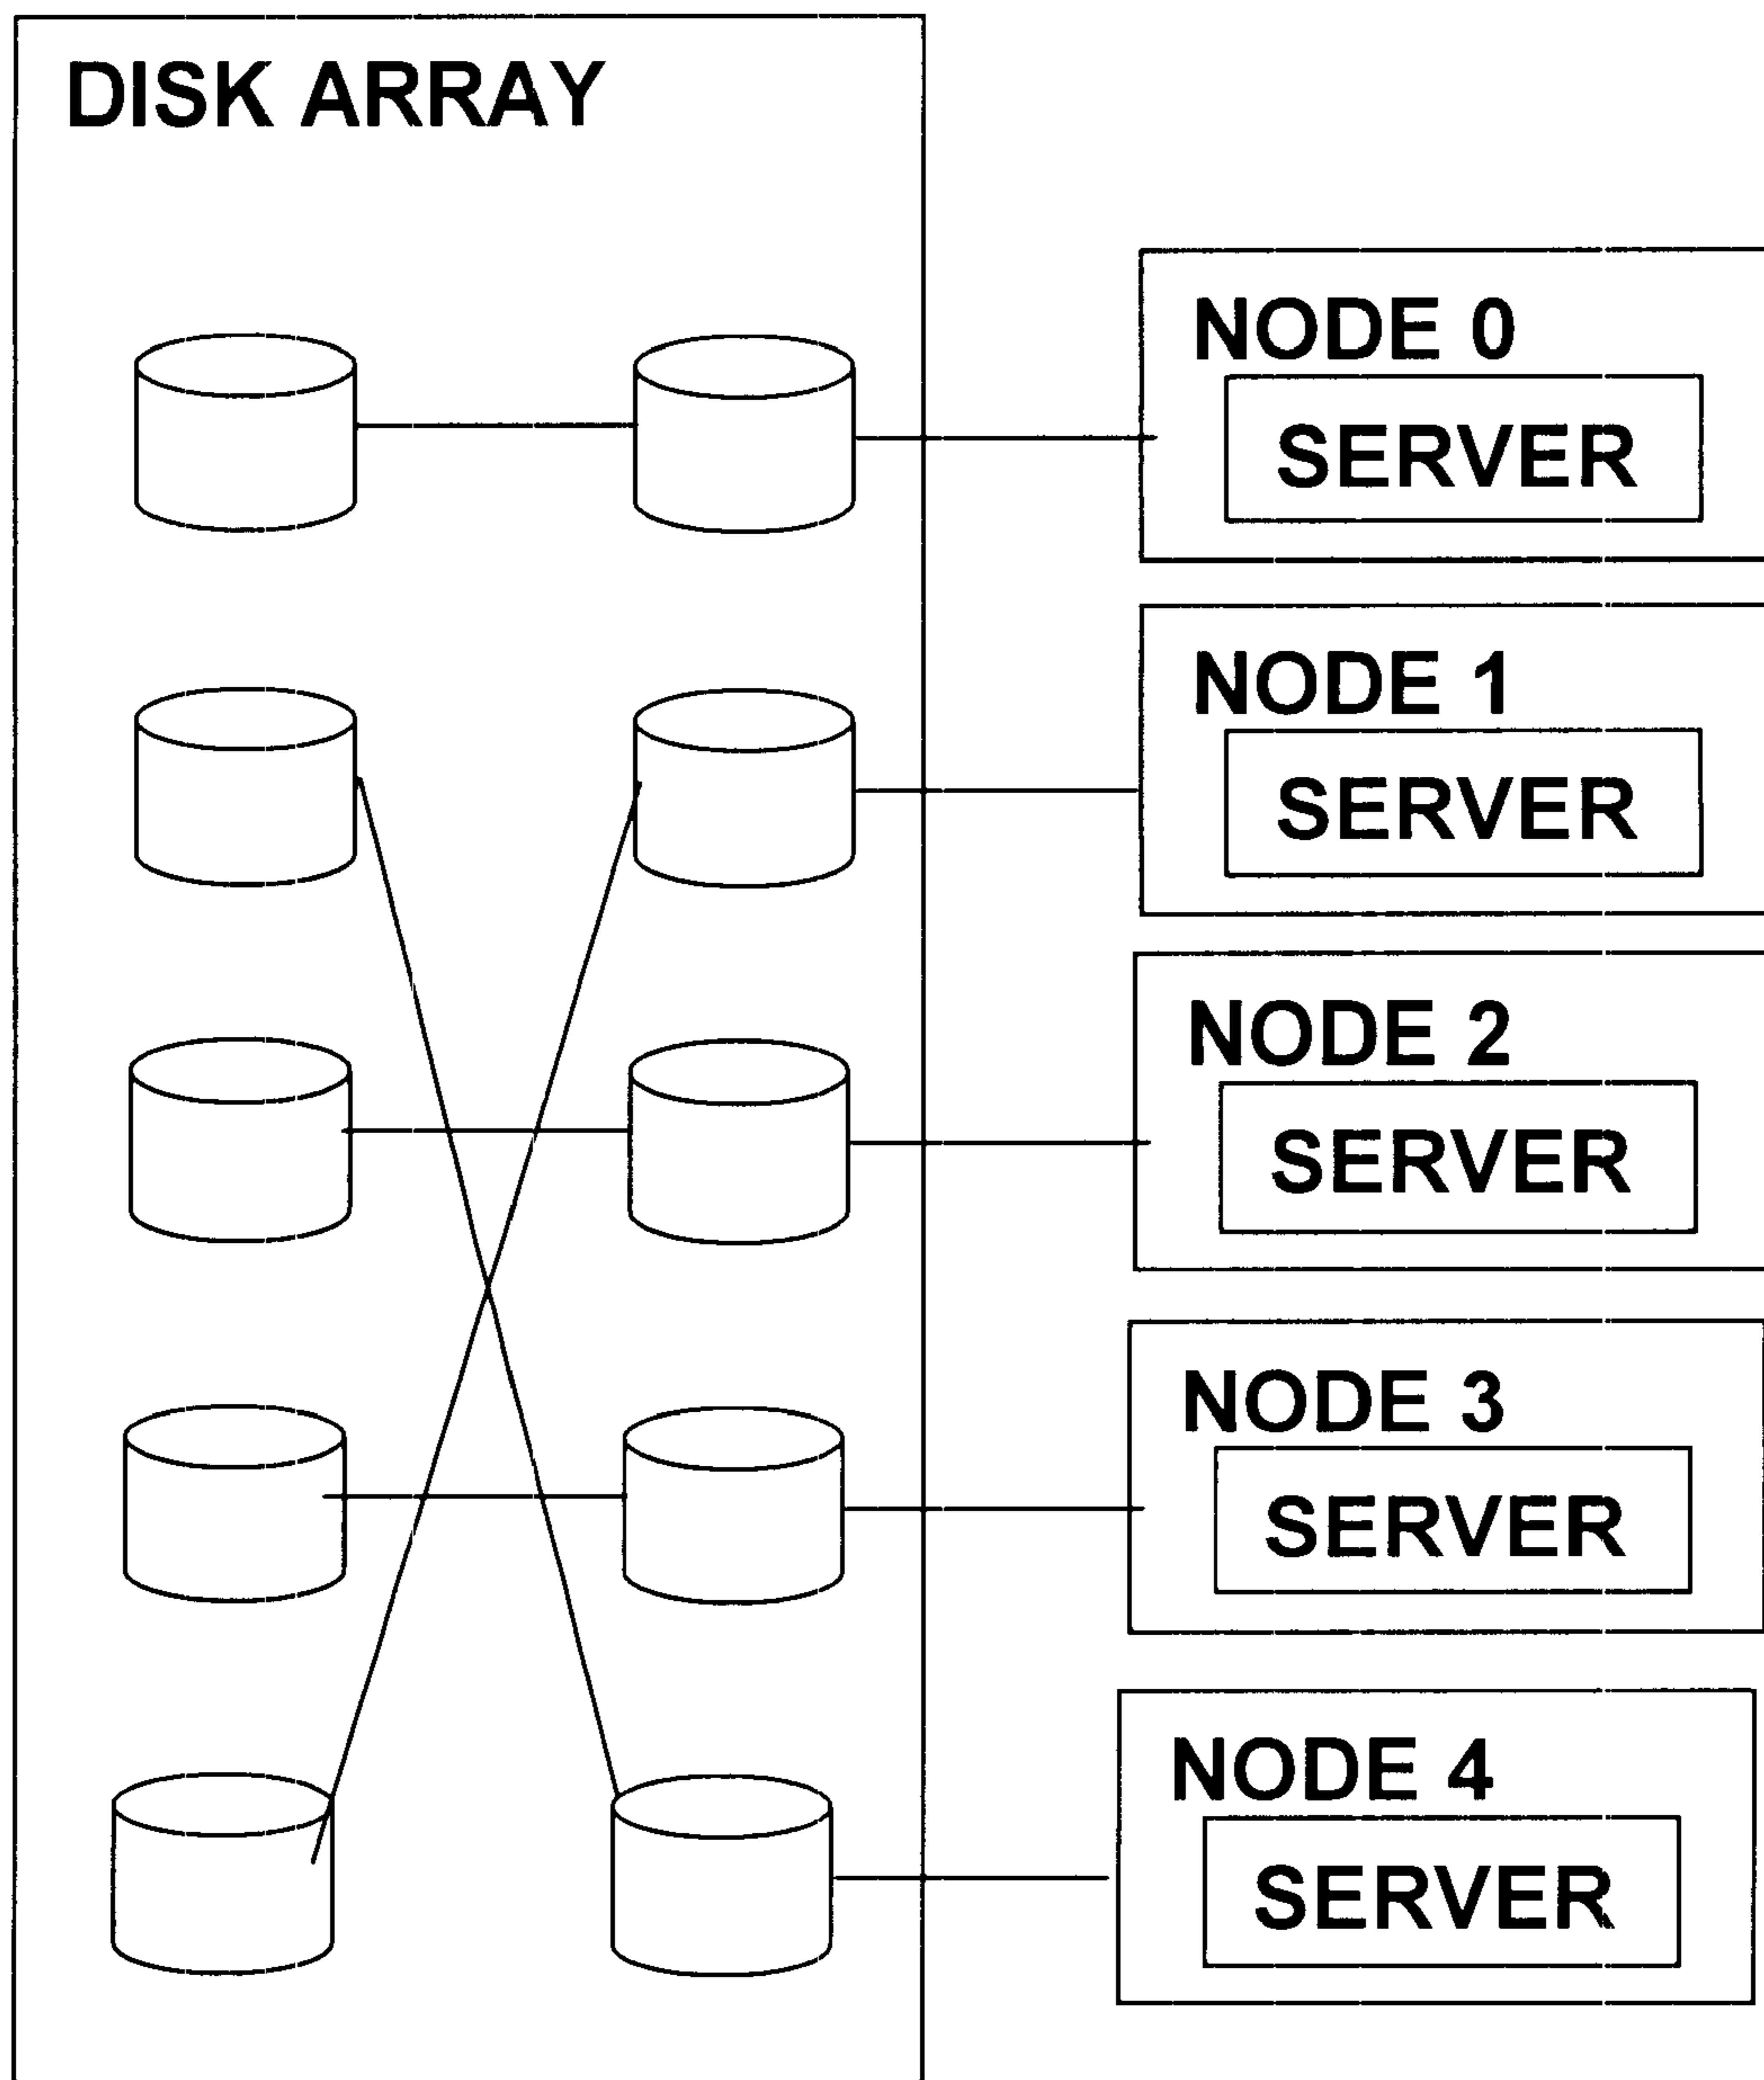 DISK ARRAY
NODE 0
SERVER
NODE 1
SERVER
NODE 2
SERVER
NODE 3
SERVER
NODE 4
SERVER